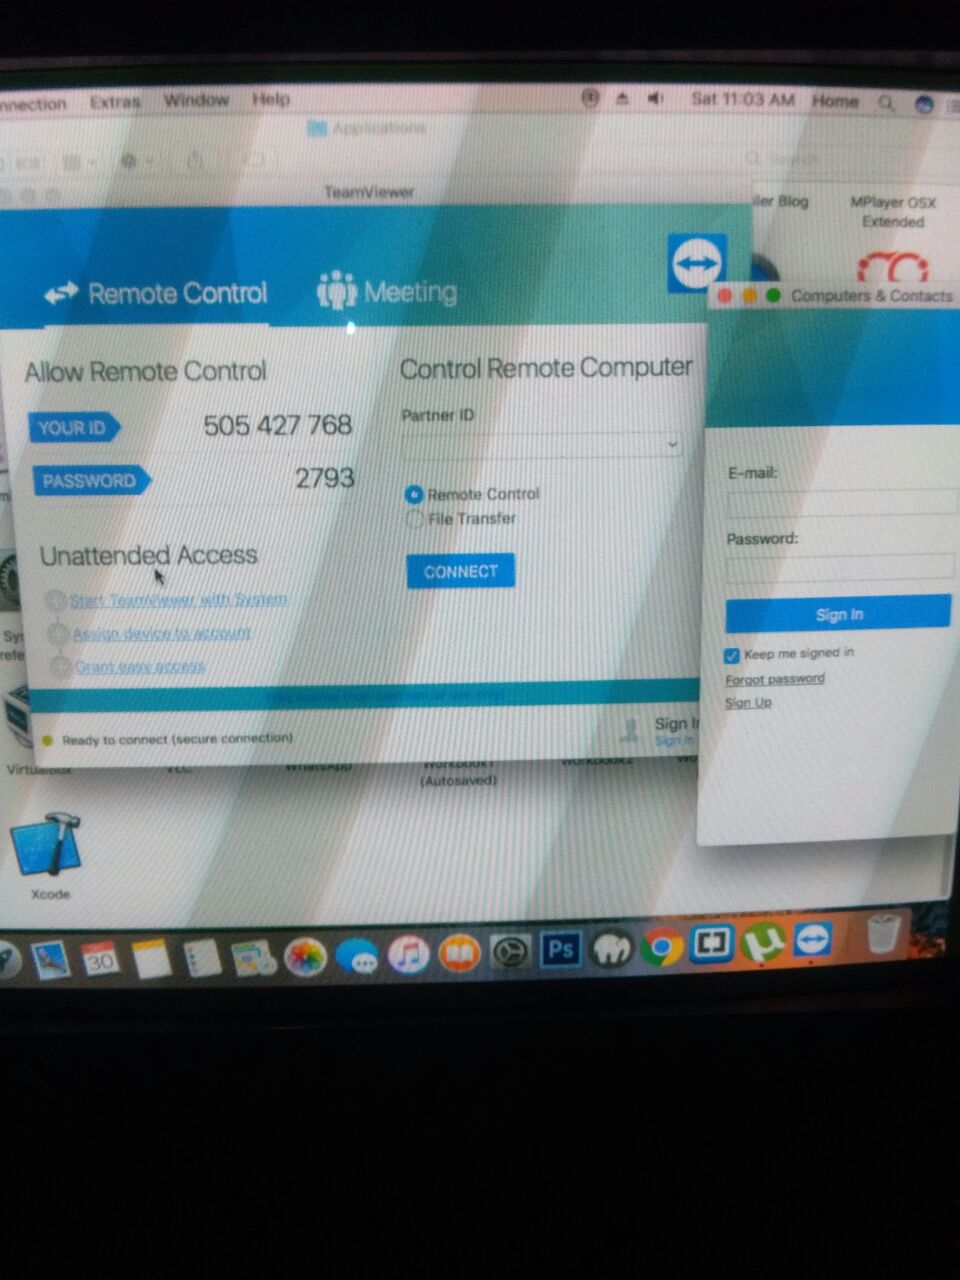 nnection Extras Window Help Sat 11:03 AM Home
Applications
TeamViewer
iler Blog
MPlayer OSX
Extended
Remote Control Meeting
Computers & Contacts
Allow Remote Control
YOUR ID 505 427 768
PASSWORD 2793
Unattended Access
Start TeamViewer with System
Assign device to account
Grant easy access
Control Remote Computer
Partner ID
Remote Control
File Transfer
CONNECT
E-mail:
Password:
Sign In
Keep me signed in
Forgot password
Sign Up
Ready to connect (secure connection)
Sign In
Sign In
VirtualBox VLC WhatsApp Workbook1 Workbook2
(Autosaved)
Xcode
30
Ps